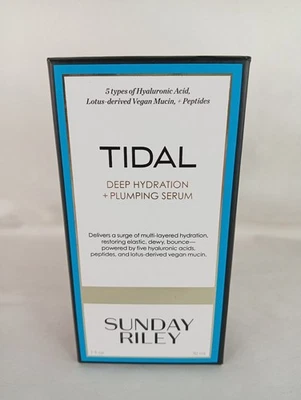 5 types of Hyaluronic Acid,
Lotus-derived Vegan Mucin, + Peptides
TIDAL
DEEP HYDRATION
+ PLUMPING SERUM
Delivers a surge of multi-layered hydration,
restoring elastic, dewy, bounce—
powered by five hyaluronic acids,
peptides, and lotus-derived vegan mucin.
SUNDAY
RILEY